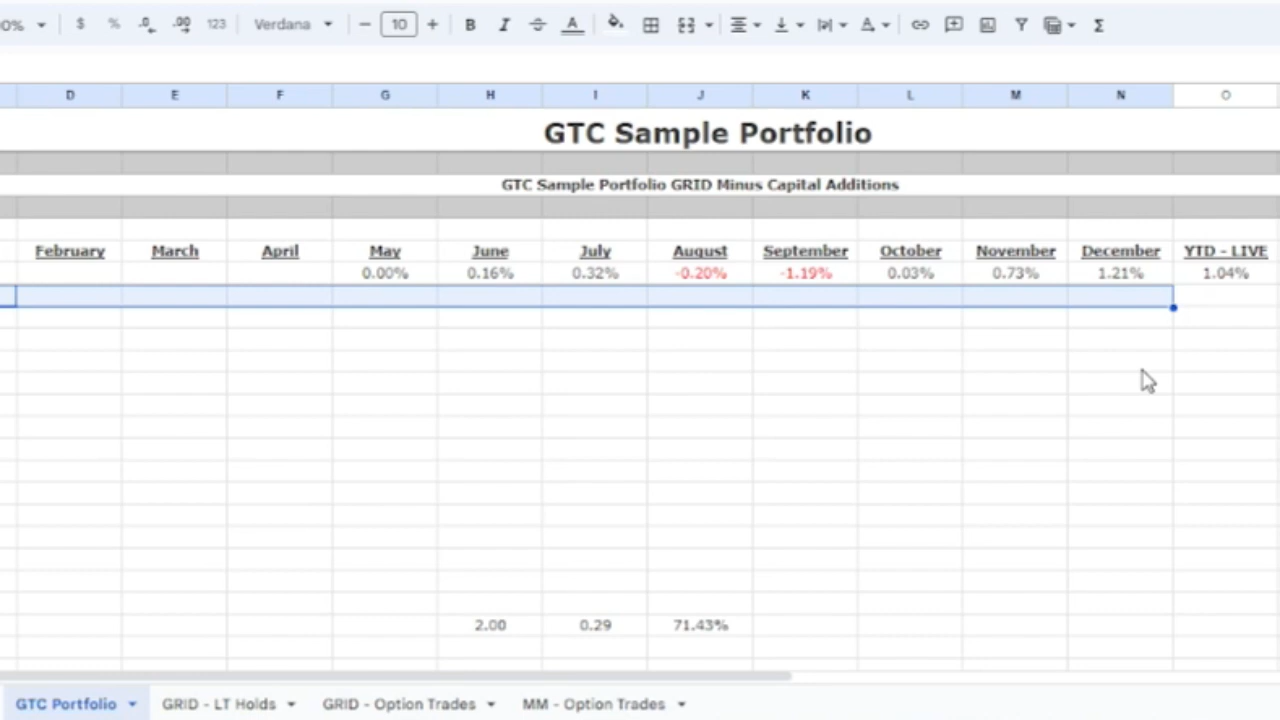 0% $ % .0 .00 123 Verdana - 10 + B I A Σ
D E F G H I J K L M N O
GTC Sample Portfolio
GTC Sample Portfolio GRID Minus Capital Additions
February March April May June July August September October November December YTD - LIVE
0.00% 0.16% 0.32% -0.20% -1.19% 0.03% 0.73% 1.21% 1.04%
2.00 0.29 71.43%
GTC Portfolio GRID - LT Holds GRID - Option Trades MM - Option Trades